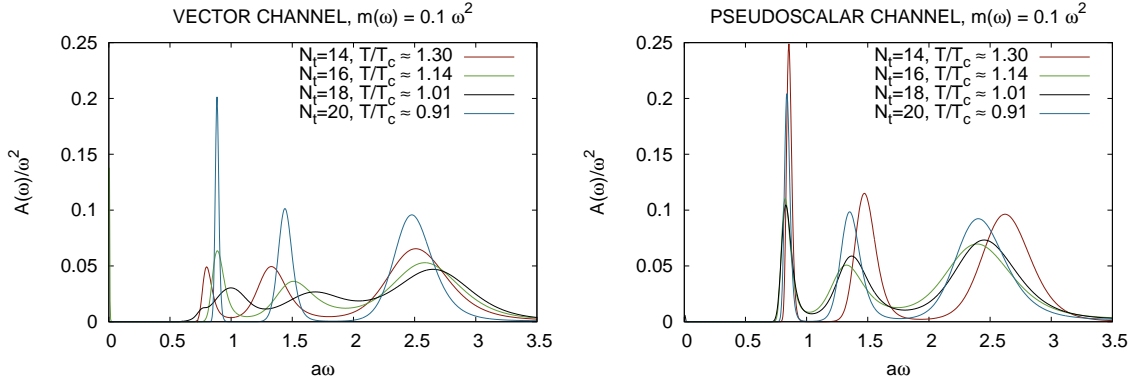 VECTOR CHANNEL, m(ω) = 0.1 ω²
A(ω)/ω²
0.25
0.2
0.15
0.1
0.05
0
N_t=14, T/T_c ≈ 1.30
N_t=16, T/T_c ≈ 1.14
N_t=18, T/T_c ≈ 1.01
N_t=20, T/T_c ≈ 0.91
0 0.5 1 1.5 2 2.5 3 3.5
aω
PSEUDOSCALAR CHANNEL, m(ω) = 0.1 ω²
A(ω)/ω²
0.25
0.2
0.15
0.1
0.05
0
N_t=14, T/T_c ≈ 1.30
N_t=16, T/T_c ≈ 1.14
N_t=18, T/T_c ≈ 1.01
N_t=20, T/T_c ≈ 0.91
0 0.5 1 1.5 2 2.5 3 3.5
aω